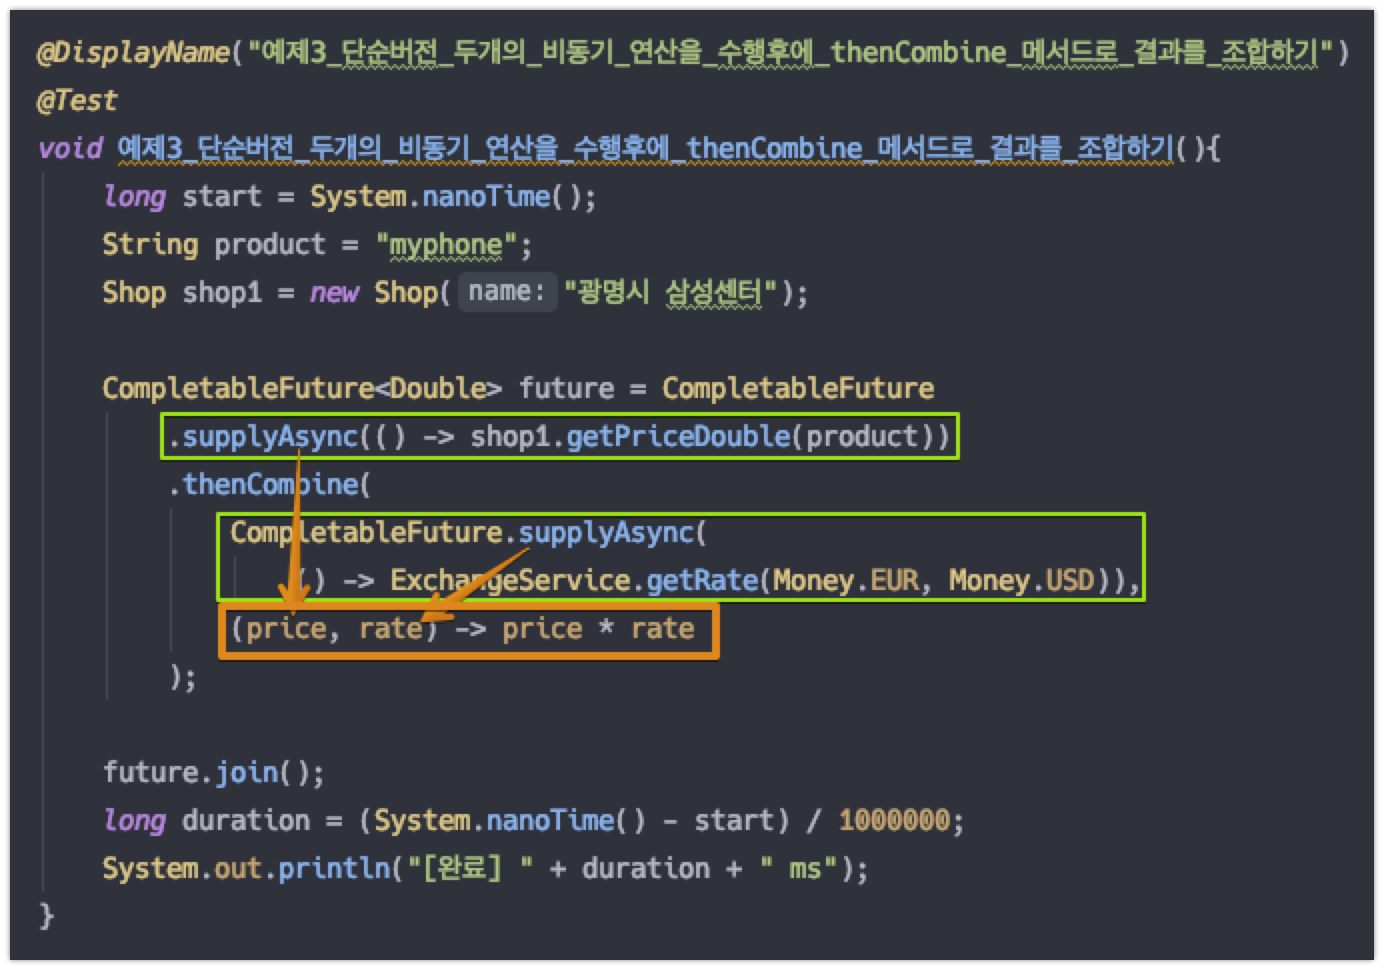 @DisplayName("예제3_단순버전_두개의_비동기_연산을_수행후에_thenCombine_메서드로_결과를_조합하기")
@Test
void 예제3_단순버전_두개의_비동기_연산을_수행후에_thenCombine_메서드로_결과를_조합하기(){
long start = System.nanoTime();
String product = "myphone";
Shop shop1 = new Shop( name: "광명시 삼성센터");
CompletableFuture<Double> future = CompletableFuture
.supplyAsync(() -> shop1.getPriceDouble(product))
.thenCombine(
CompletableFuture.supplyAsync(
() -> ExchangeService.getRate(Money.EUR, Money.USD)),
(price, rate) -> price * rate
);
future.join();
long duration = (System.nanoTime() - start) / 1000000;
System.out.println("[완료] " + duration + " ms");
}